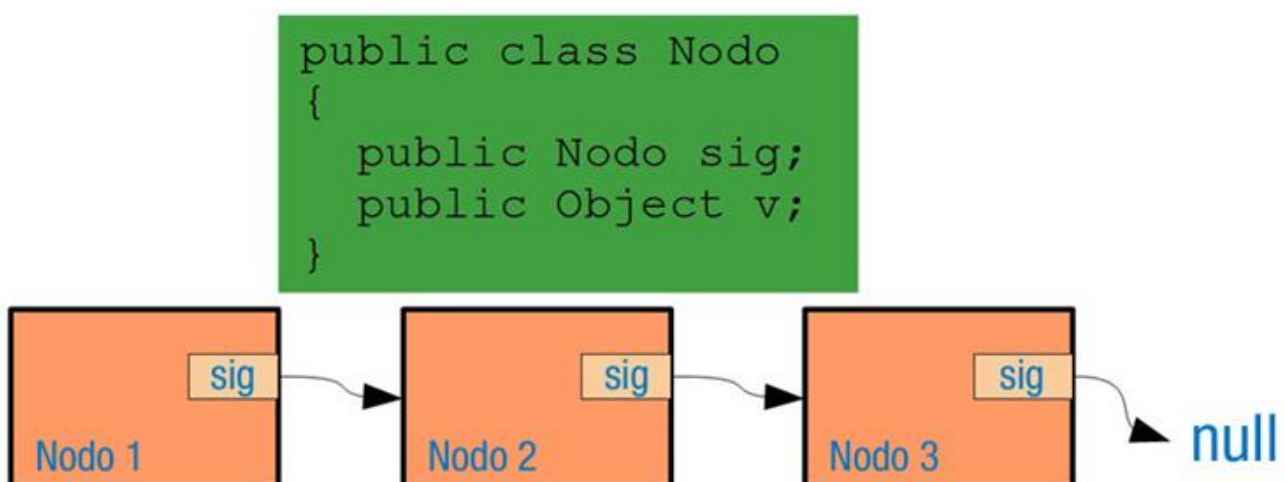 public class Nodo
{
public Nodo sig;
public Object v;
}
sig
sig
sig
Nodo 1
Nodo 2
Nodo 3
null